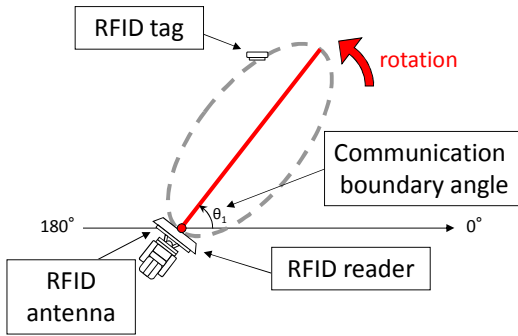 RFID tag
rotation
Communication
boundary angle
θ1
180°
0°
RFID
antenna
RFID reader